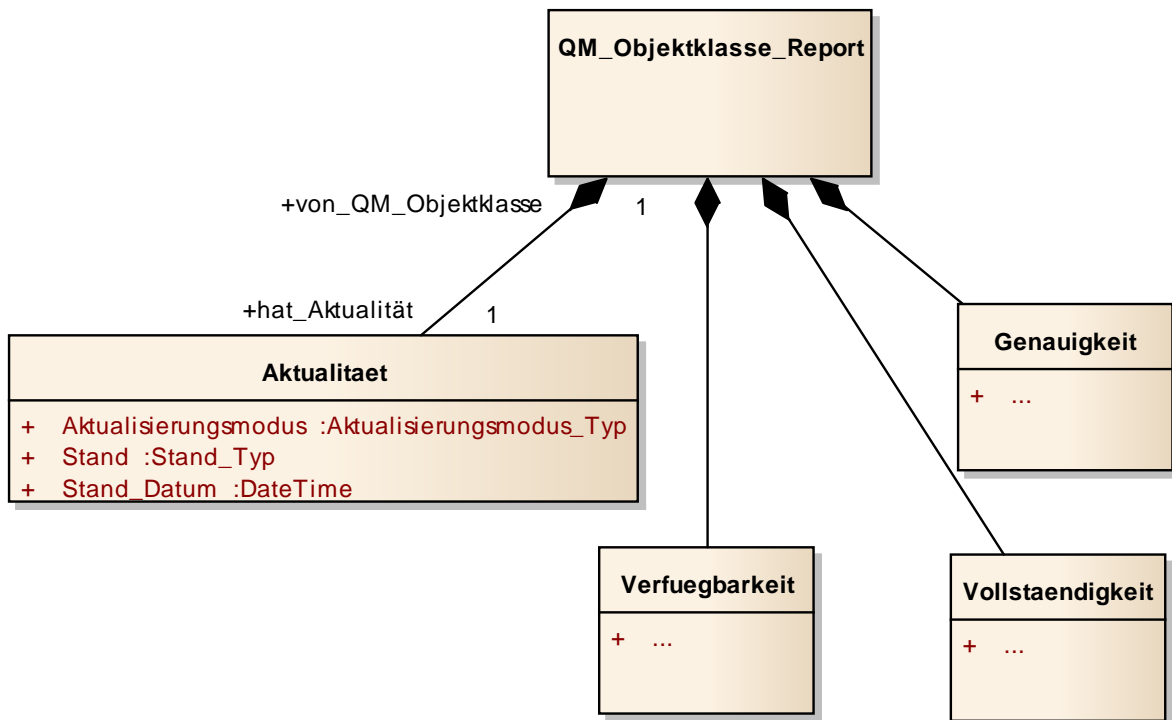 QM_Objektklasse_Report
+von_QM_Objektklasse 1
+hat_Aktualität 1
Aktualitaet
+ Aktualisierungsmodus :Aktualisierungsmodus_Typ
+ Stand :Stand_Typ
+ Stand_Datum :DateTime
Genauigkeit
+ ...
Verfuegbarkeit
+ ...
Vollstaendigkeit
+ ...